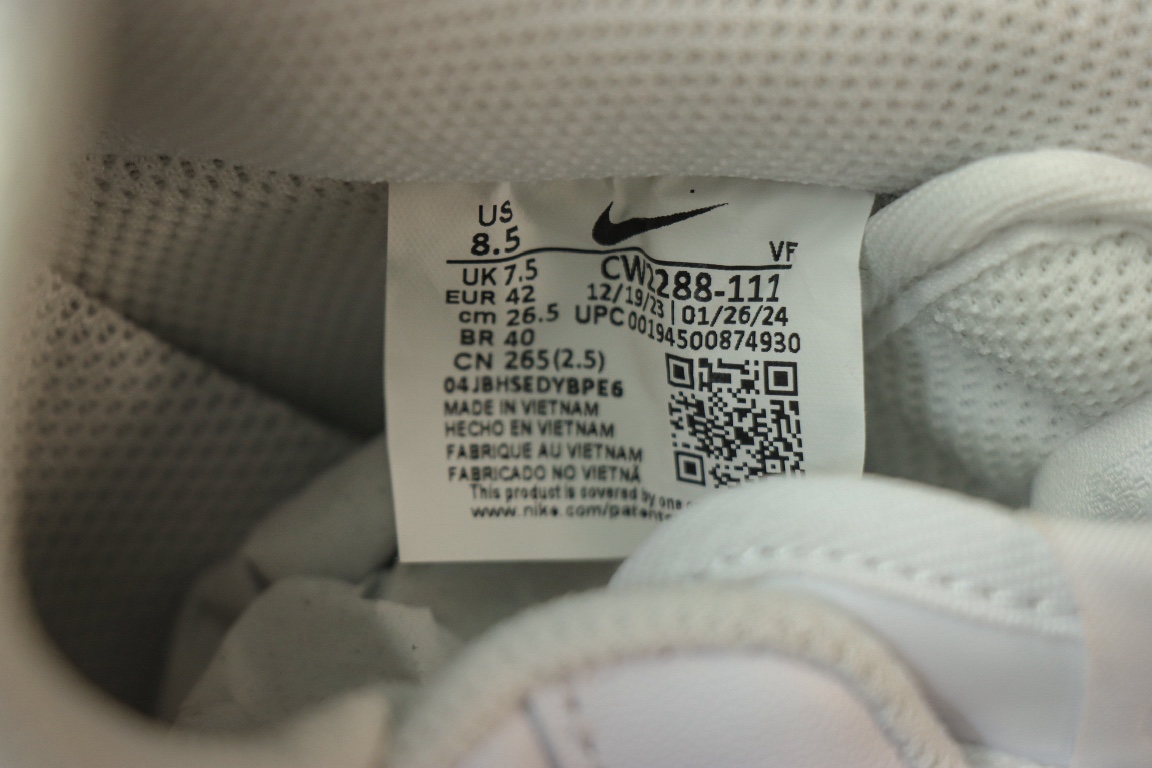 US
8.5
VF
UK 7.5
CW2288-111
EUR 42
12/19/23 | 01/26/24
cm 26.5
UPC 00194500874930
BR 40
CN 265(2.5)
04JBHSEDYBPE6
MADE IN VIETNAM
HECHO EN VIETNAM
FABRIQUE AU VIETNAM
FABRICADO NO VIETNÃ
This product is covered by one
www.nike.com/patents